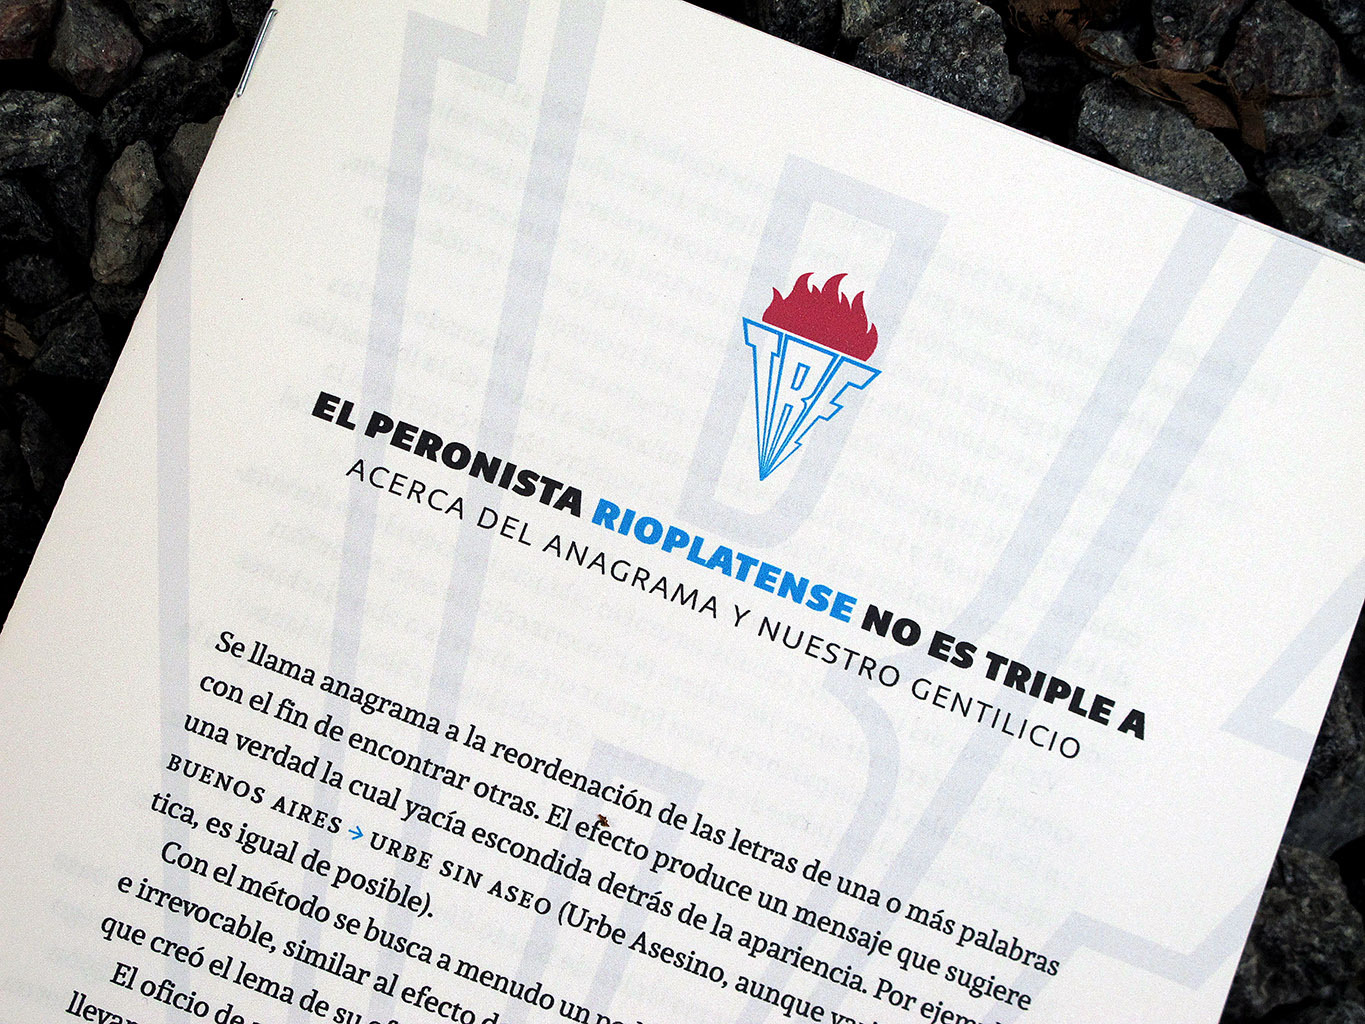 TRF
EL PERONISTA RIOPLATENSE NO ES TRIPLE A
ACERCA DEL ANAGRAMA Y NUESTRO GENTILICIO
Se llama anagrama a la reordenación de las letras de una o más palabras
con el fin de encontrar otras. El efecto produce un mensaje que sugiere
una verdad la cual yacía escondida detrás de la apariencia. Por
BUENOS AIRES → URBE SIN ASEO (Urbe Asesino, aunque
tica, es igual de posible).
Con el método se busca a menudo un
e irrevocable, similar al efecto
que creó el lema de su
El oficio de